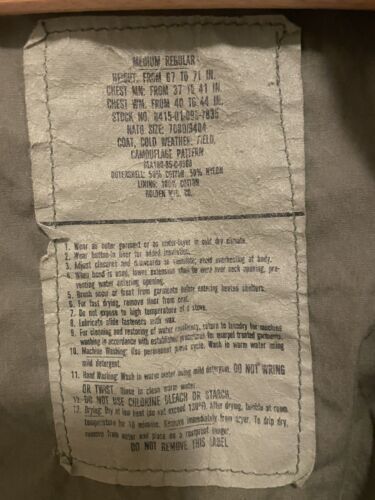 MEDIUM REGULAR
HEIGHT: FROM 67 TO 71 IN.
CHEST MN: FROM 37 TO 41 IN.
CHEST WM: FROM 40 TO 44 IN.
STOCK NO. 8415-01-099-7835
NATO SIZE: 7080/9404
COAT, COLD WEATHER, FIELD,
CAMOUFLAGE PATTERN
OUTERSHELL: 50% COTTON 50% NYLON
LINING: 100% COTTON
GOLDEN MFG. CO.
1. Wear as outer garment or as under-layer in cold dry climate.
2. Wear button-in liner for added insulation.
3. Adjust closures and to ventilate; avoid overheating of body.
4. When hood is used, lower extension shall be worn over neck opening, pre-
venting water entering opening.
5. Brush snow or frost from garments before entering heated shelters.
6. For fast drying, remove liner from coat.
7. Do not expose to high temperature of a stove.
8. Lubricate slide fasteners with wax.
9. For cleaning and restoring of water repellency, return to laundry for machine
washing in accordance with established procedures for quarpel treated garments.
10. Machine Washing: Use permanent press cycle. Wash in warm water using
mild detergent.
11. Hand Washing: Wash in warm water using mild detergent. DO NOT WRING
OR TWIST. Rinse in clean warm water.
12. DO NOT USE CHLORINE BLEACH OR STARCH.
Drying: Dry at low heat (do not exceed 130°F). After drying, tumble at room
temperature for 10 minutes. Remove immediately from dryer. To drip dry,
remove from water and place on a rustproof hanger.
DO NOT REMOVE THIS LABEL